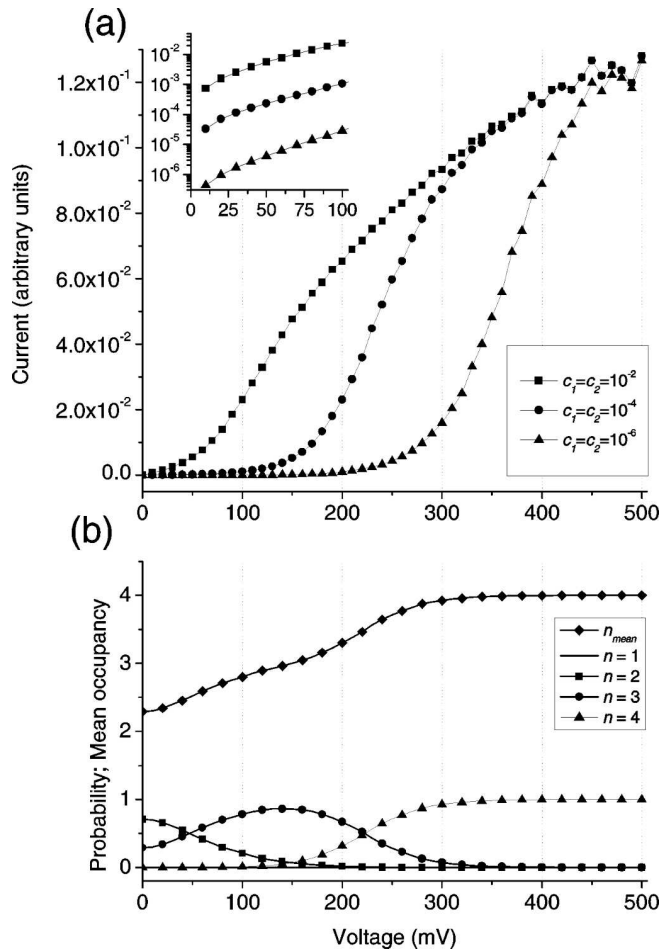 (a)
10⁻²
10⁻³
10⁻⁴
10⁻⁵
10⁻⁶
0 25 50 75 100
1.2x10⁻¹
1.0x10⁻¹
8.0x10⁻²
6.0x10⁻²
4.0x10⁻²
2.0x10⁻²
0.0
Current (arbitrary units)
c₁=c₂=10⁻²
c₁=c₂=10⁻⁴
c₁=c₂=10⁻⁶
0 100 200 300 400 500
(b)
4
3
2
1
0
Probability; Mean occupancy
n_mean
n = 1
n = 2
n = 3
n = 4
0 100 200 300 400 500
Voltage (mV)